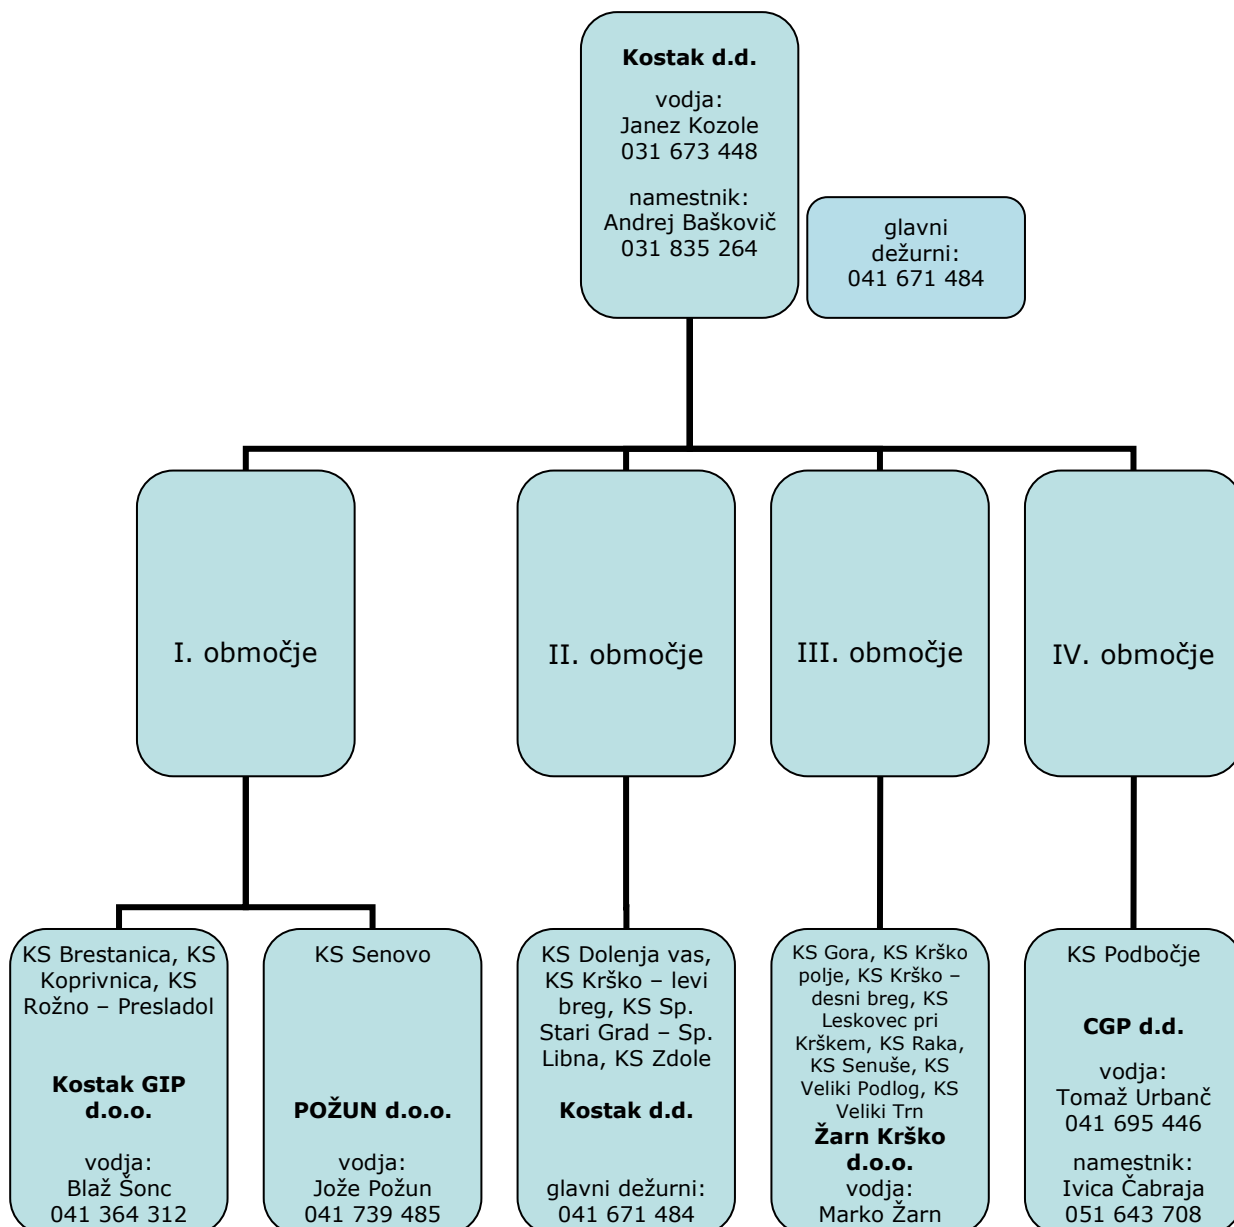 Kostak d.d.
vodja:
Janez Kozole
031 673 448
namestnik:
Andrej Baškovič
031 835 264
glavni
dežurni:
041 671 484
I. območje
II. območje
III. območje
IV. območje
KS Brestanica, KS
Koprivnica, KS
Rožno – Presladol
Kostak GIP
d.o.o.
vodja:
Blaž Šonc
041 364 312
KS Senovo
POŽUN d.o.o.
vodja:
Jože Požun
041 739 485
KS Dolenja vas,
KS Krško – levi
breg, KS Sp.
Stari Grad – Sp.
Libna, KS Zdole
Kostak d.d.
glavni dežurni:
041 671 484
KS Gora, KS Krško
polje, KS Krško –
desni breg, KS
Leskovec pri
Krškem, KS Raka,
KS Senuše, KS
Veliki Podlog, KS
Veliki Trn
Žarn Krško
d.o.o.
vodja:
Marko Žarn
KS Podbočje
CGP d.d.
vodja:
Tomaž Urbanč
041 695 446
namestnik:
Ivica Čabraja
051 643 708